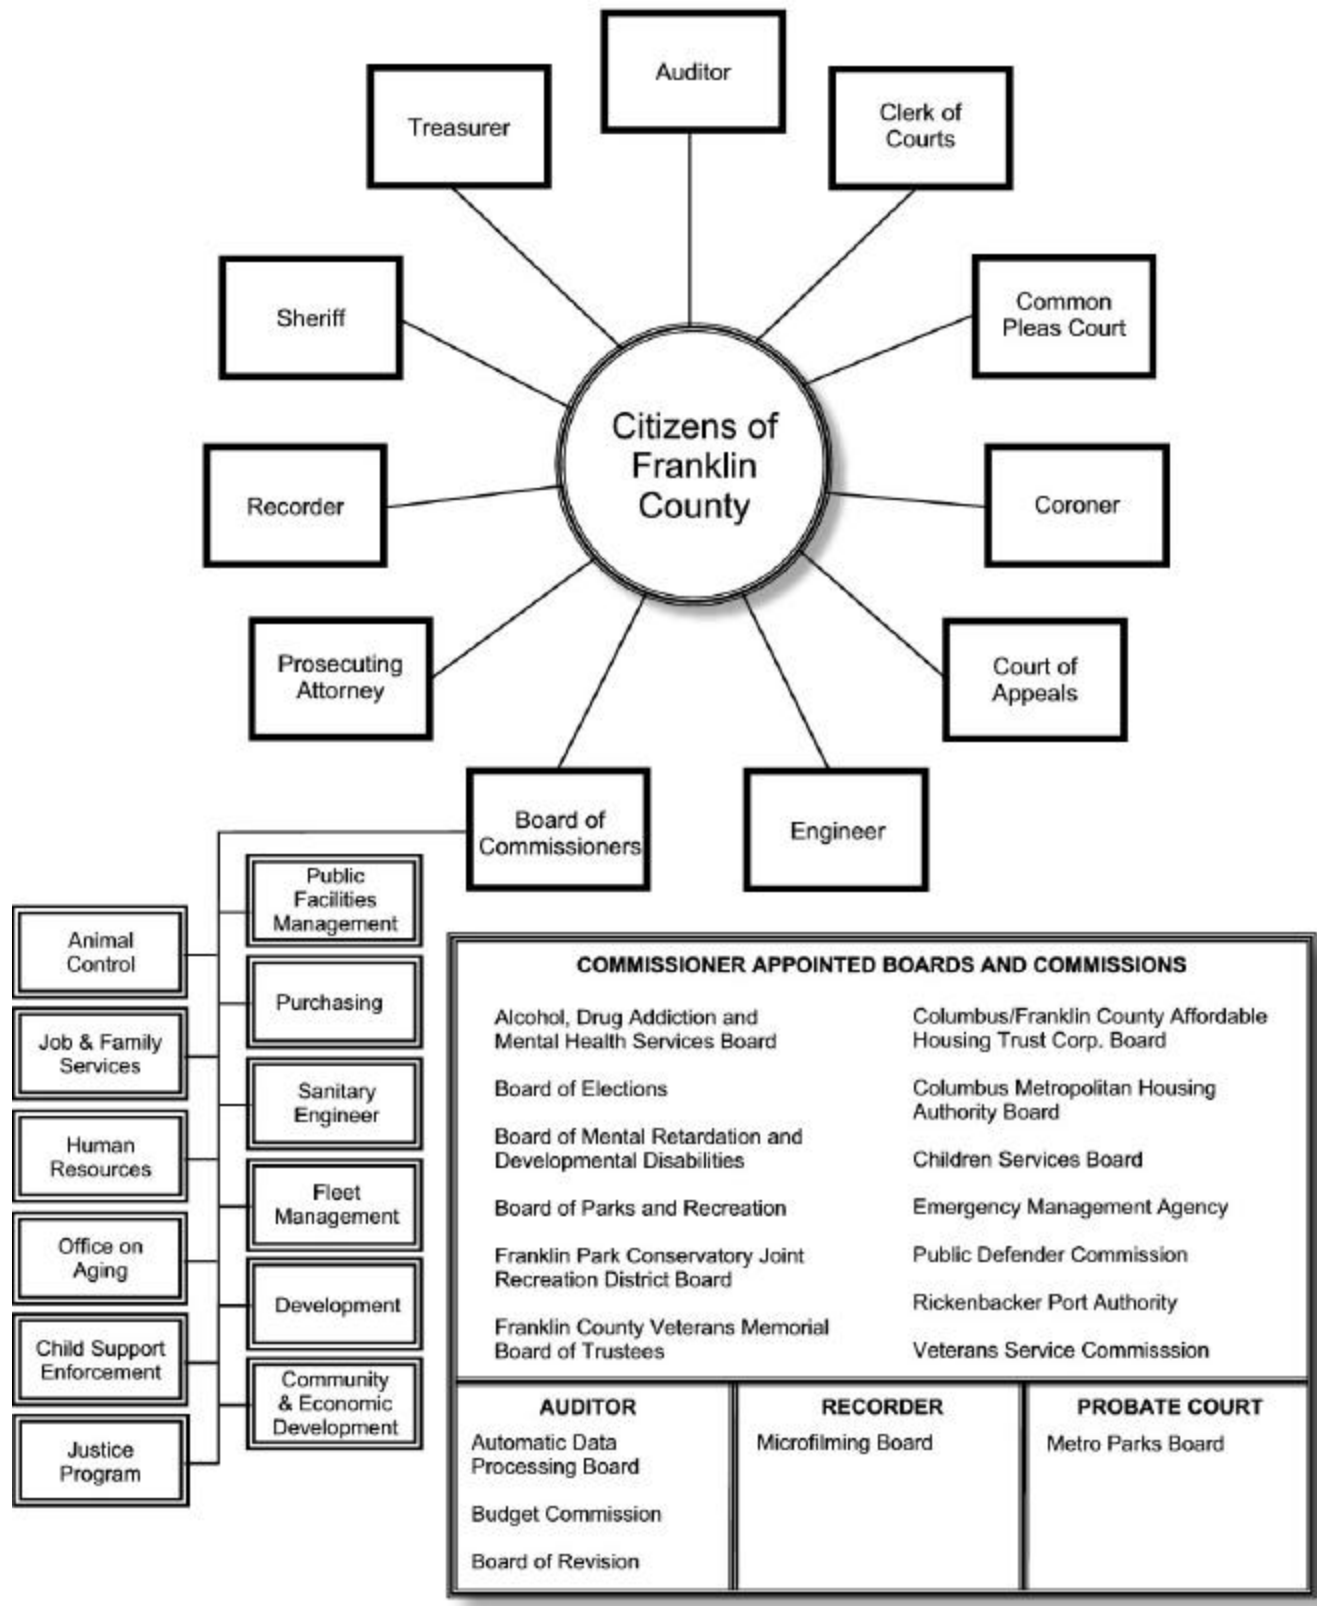 Auditor
Treasurer
Clerk of
Courts
Sheriff
Common
Pleas Court
Citizens of
Franklin
County
Recorder
Coroner
Prosecuting
Attorney
Court of
Appeals
Board of
Commissioners
Engineer
Public
Facilities
Management
Animal
Control
Purchasing
Job & Family
Services
Sanitary
Engineer
Human
Resources
Fleet
Management
Office on
Aging
Development
Child Support
Enforcement
Community
& Economic
Development
Justice
Program
COMMISSIONER APPOINTED BOARDS AND COMMISSIONS
Alcohol, Drug Addiction and
Mental Health Services Board
Board of Elections
Board of Mental Retardation and
Developmental Disabilities
Board of Parks and Recreation
Franklin Park Conservatory Joint
Recreation District Board
Franklin County Veterans Memorial
Board of Trustees
Columbus/Franklin County Affordable
Housing Trust Corp. Board
Columbus Metropolitan Housing
Authority Board
Children Services Board
Emergency Management Agency
Public Defender Commission
Rickenbacker Port Authority
Veterans Service Commisssion
AUDITOR
Automatic Data
Processing Board
Budget Commission
Board of Revision
RECORDER
Microfilming Board
PROBATE COURT
Metro Parks Board